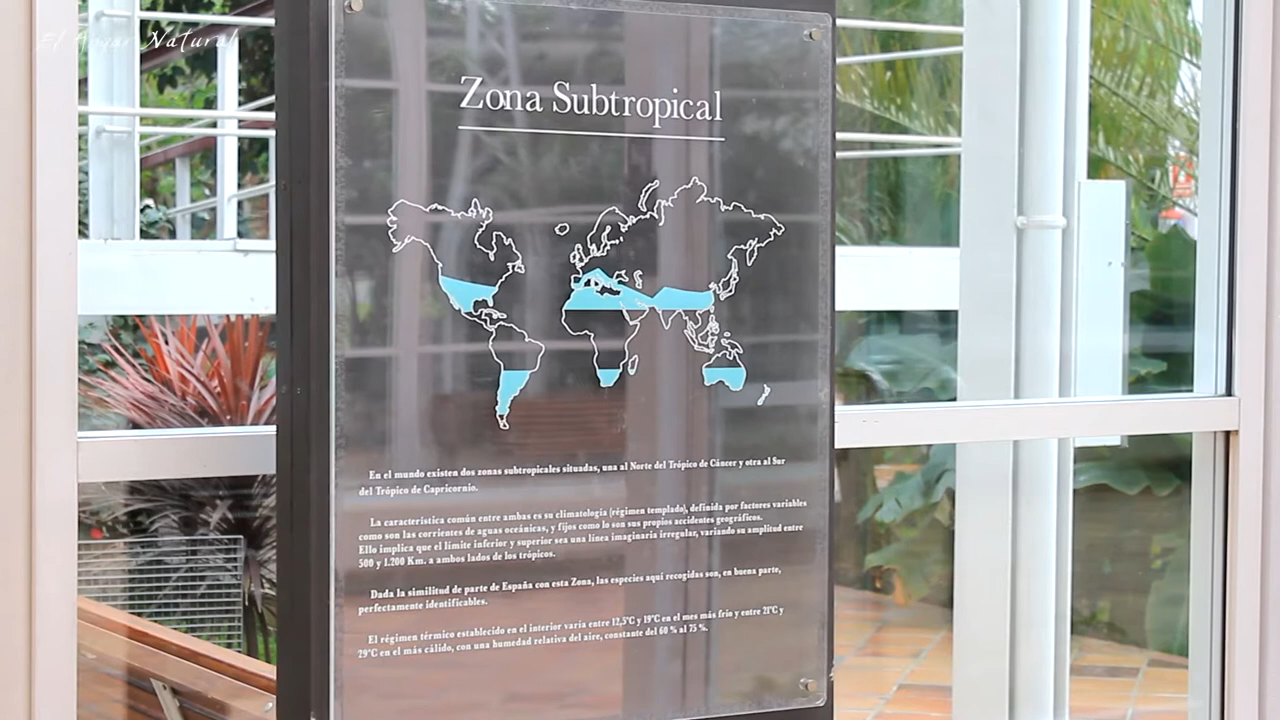 El Ajuar Natural
Zona Subtropical
En el mundo existen dos zonas subtropicales situadas, una al Norte del Trópico de Câncer y otra al Sur
del Trópico de Capricornio.
La característica común entre ambas es su climatología (régimen templado), definida por factores variables
como son las corrientes de aguas oceánicas, y fijos como lo son sus propios accidentes geográficos.
Ello implica que el límite inferior y superior sea una línea imaginaria irregular, variando su amplitud entre
500 y 1.200 Km. a ambos lados de los trópicos.
Dada la similitud de parte de España con esta Zona, las especies aquí recogidas son, en buena parte,
perfectamente identificables.
El régimen térmico establecido en el interior varía entre 12,5°C y 19°C en el mes más frío y entre 21°C y
29°C en el más cálido, con una humedad relativa del aire, constante del 60 % al 75 %.